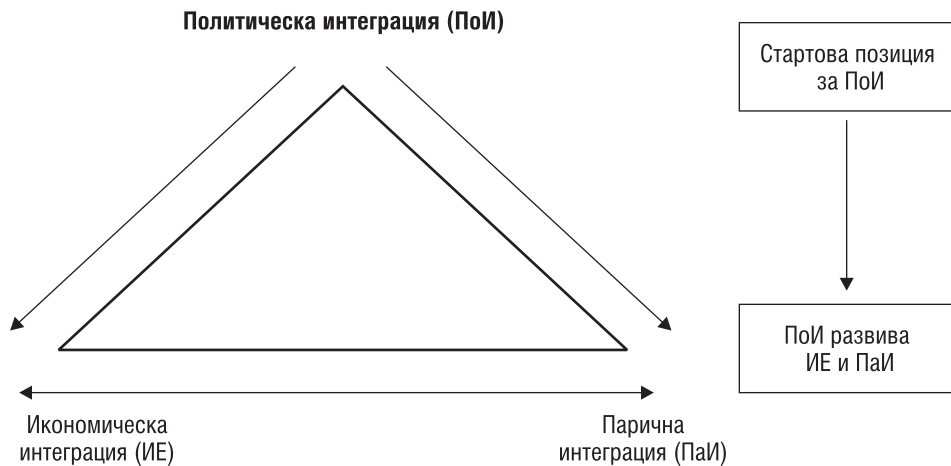 Политическа интеграция (ПоИ)
Стартова позиция
за ПоИ
ПоИ развива
ИЕ и ПаИ
Икономическа
интеграция (ИЕ)
Парична
интеграция (ПаИ)